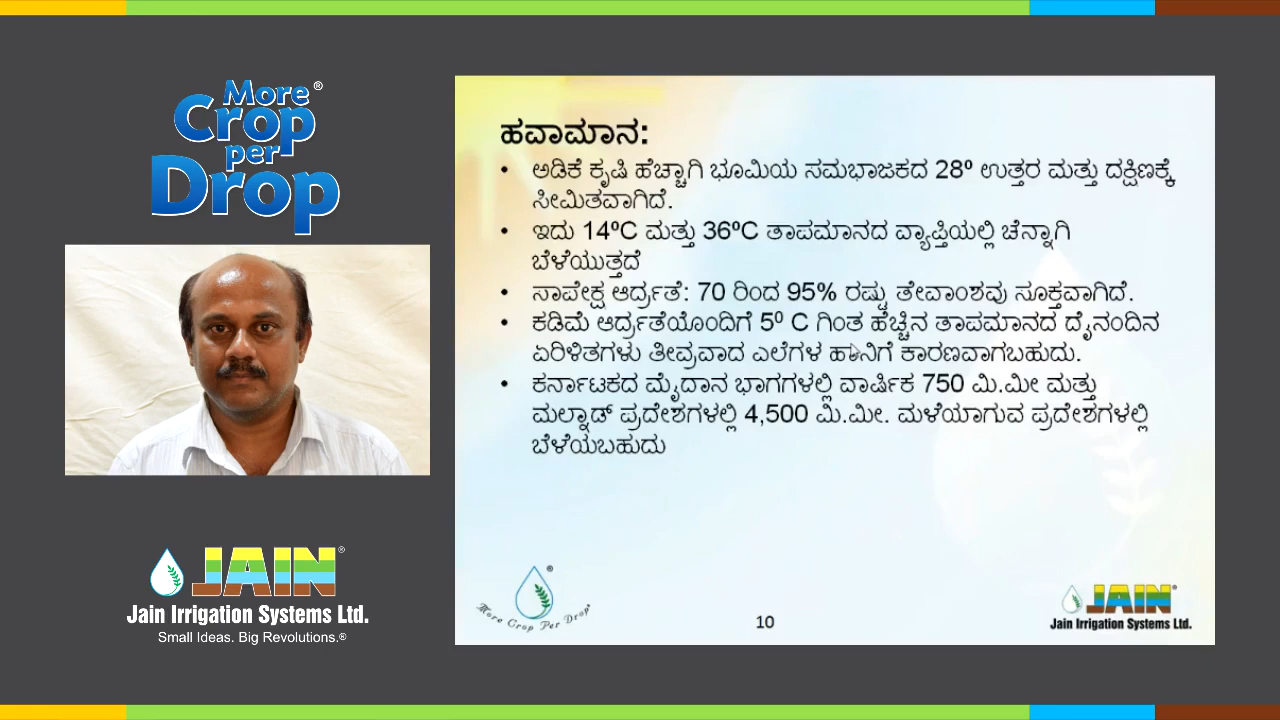 More®
Crop
per
Drop
JAIN®
Jain Irrigation Systems Ltd.
Small Ideas. Big Revolutions.®
ಹವಾಮಾನ:
• ಅಡಿಕೆ ಕೃಷಿ ಹೆಚ್ಚಾಗಿ ಭೂಮಿಯ ಸಮಭಾಜಕದ 28º ಉತ್ತರ ಮತ್ತು ದಕ್ಷಿಣಕ್ಕೆ
ಸೀಮಿತವಾಗಿದೆ.
• ಇದು 14ºC ಮತ್ತು 36ºC ತಾಪಮಾನದ ವ್ಯಾಪ್ತಿಯಲ್ಲಿ ಚೆನ್ನಾಗಿ
ಬೆಳೆಯುತ್ತದೆ
• ಸಾಪೇಕ್ಷ ಆರ್ದ್ರತೆ: 70 ರಿಂದ 95% ರಷ್ಟು ತೇವಾಂಶವು ಸೂಕ್ತವಾಗಿದೆ.
• ಕಡಿಮೆ ಆರ್ದ್ರತೆಯೊಂದಿಗೆ 5⁰ C ಗಿಂತ ಹೆಚ್ಚಿನ ತಾಪಮಾನದ ದೈನಂದಿನ
ಏರಿಳಿತಗಳು ತೀವ್ರವಾದ ಎಲೆಗಳ ಹಾನಿಗೆ ಕಾರಣವಾಗಬಹುದು.
• ಕರ್ನಾಟಕದ ಮೈದಾನ ಭಾಗಗಳಲ್ಲಿ ವಾರ್ಷಿಕ 750 ಮಿ.ಮೀ ಮತ್ತು
ಮಲ್ನಾಡ್ ಪ್ರದೇಶಗಳಲ್ಲಿ 4,500 ಮಿ.ಮೀ. ಮಳೆಯಾಗುವ ಪ್ರದೇಶಗಳಲ್ಲಿ
ಬೆಳೆಯಬಹುದು
More Crop Per Drop®
10
JAIN®
Jain Irrigation Systems Ltd.